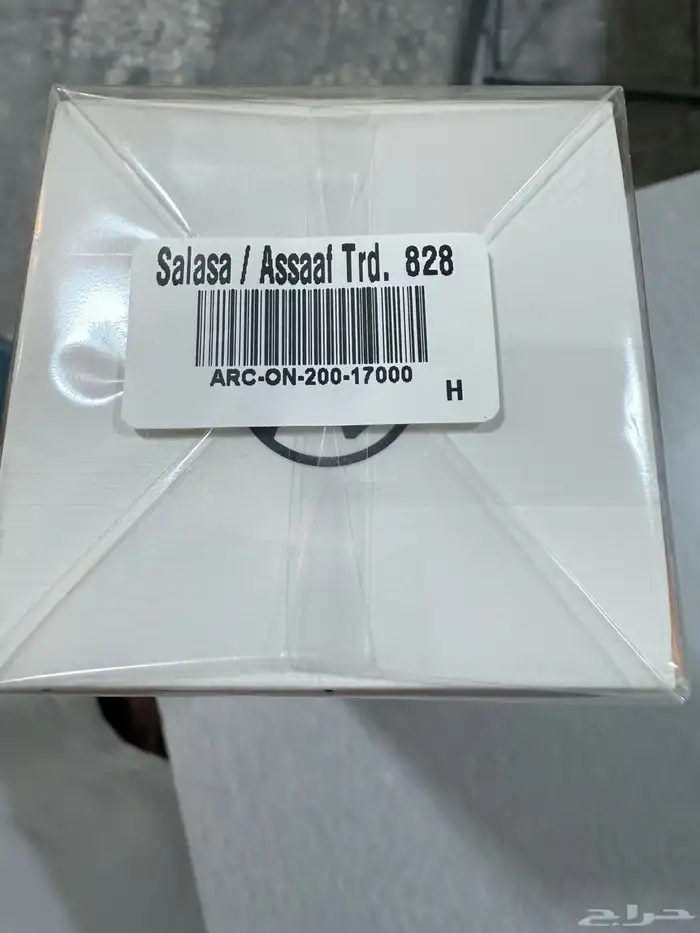 Salasa / Assaaf Trd. 828
ARC-ON-200-17000
H
حراج